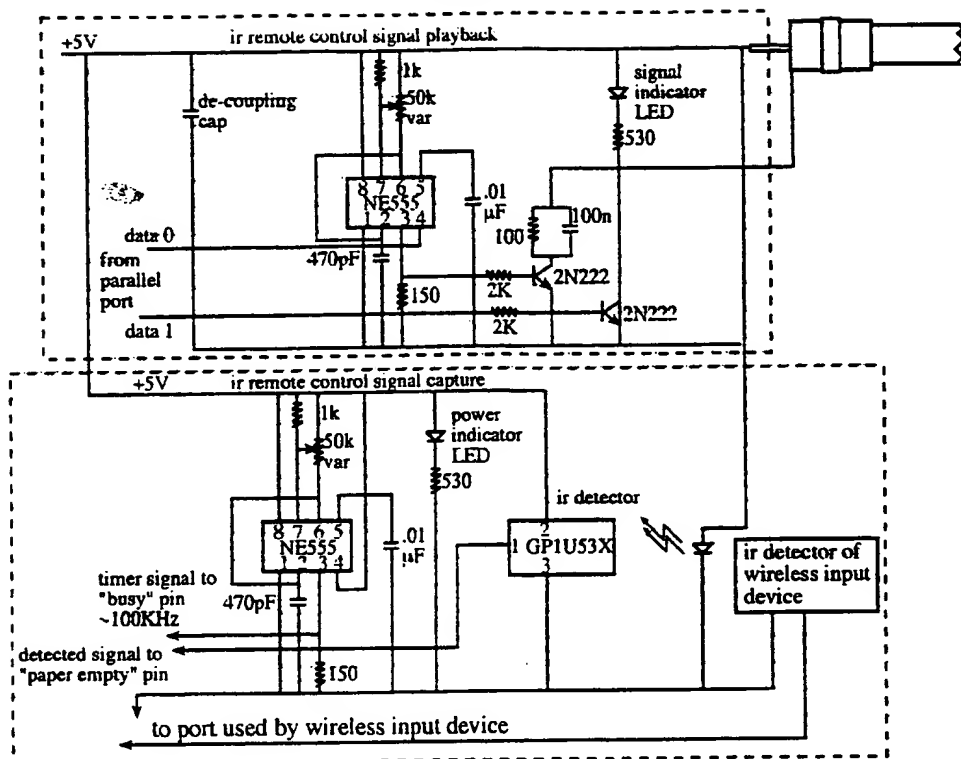 +5V
ir remote control signal playback
1k
50k
var
de-coupling
cap
signal
indicator
LED
530
8 7 6 5
NE555
1 2 3 4
.01
μF
100
100n
data 0
from
parallel
port
data 1
470pF
150
2K
2N222
2K
2N222
+5V
ir remote control signal capture
1k
50k
var
power
indicator
LED
530
ir detector
8 7 6 5
NE555
1 2 3 4
.01
μF
2
1 GP1U53X
3
ir detector of
wireless input
device
timer signal to
"busy" pin
~100KHz
470pF
detected signal to
"paper empty" pin
150
to port used by wireless input device